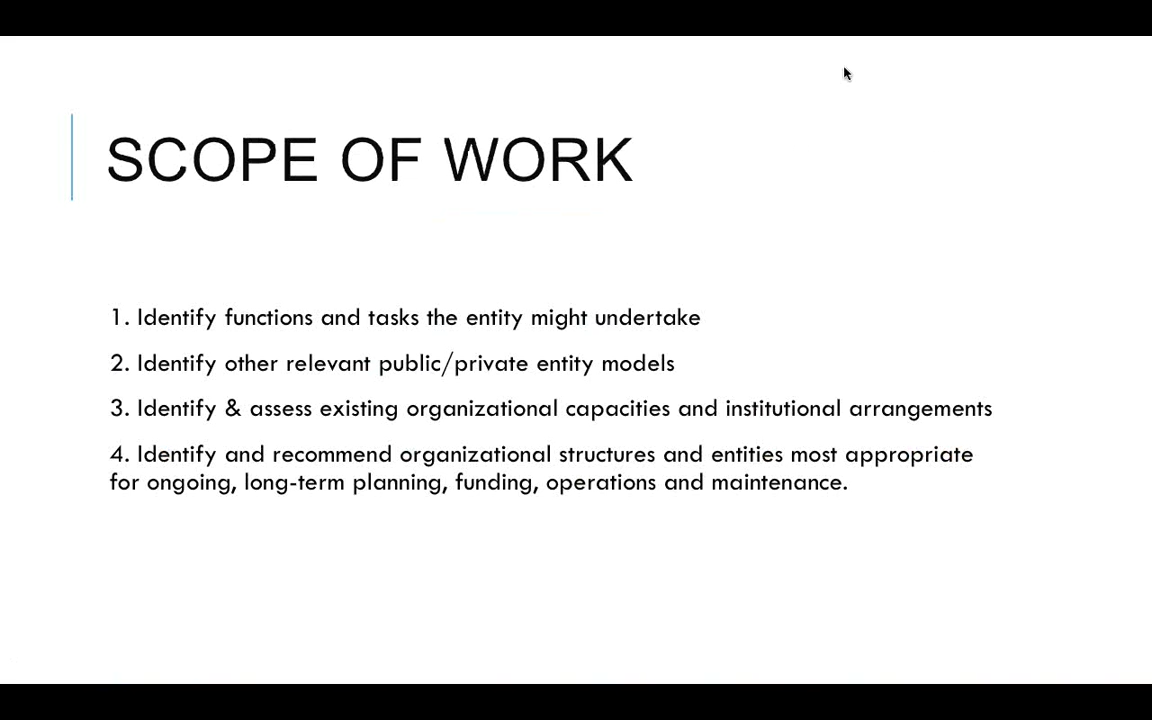 SCOPE OF WORK
1. Identify functions and tasks the entity might undertake
2. Identify other relevant public/private entity models
3. Identify & assess existing organizational capacities and institutional arrangements
4. Identify and recommend organizational structures and entities most appropriate
for ongoing, long-term planning, funding, operations and maintenance.